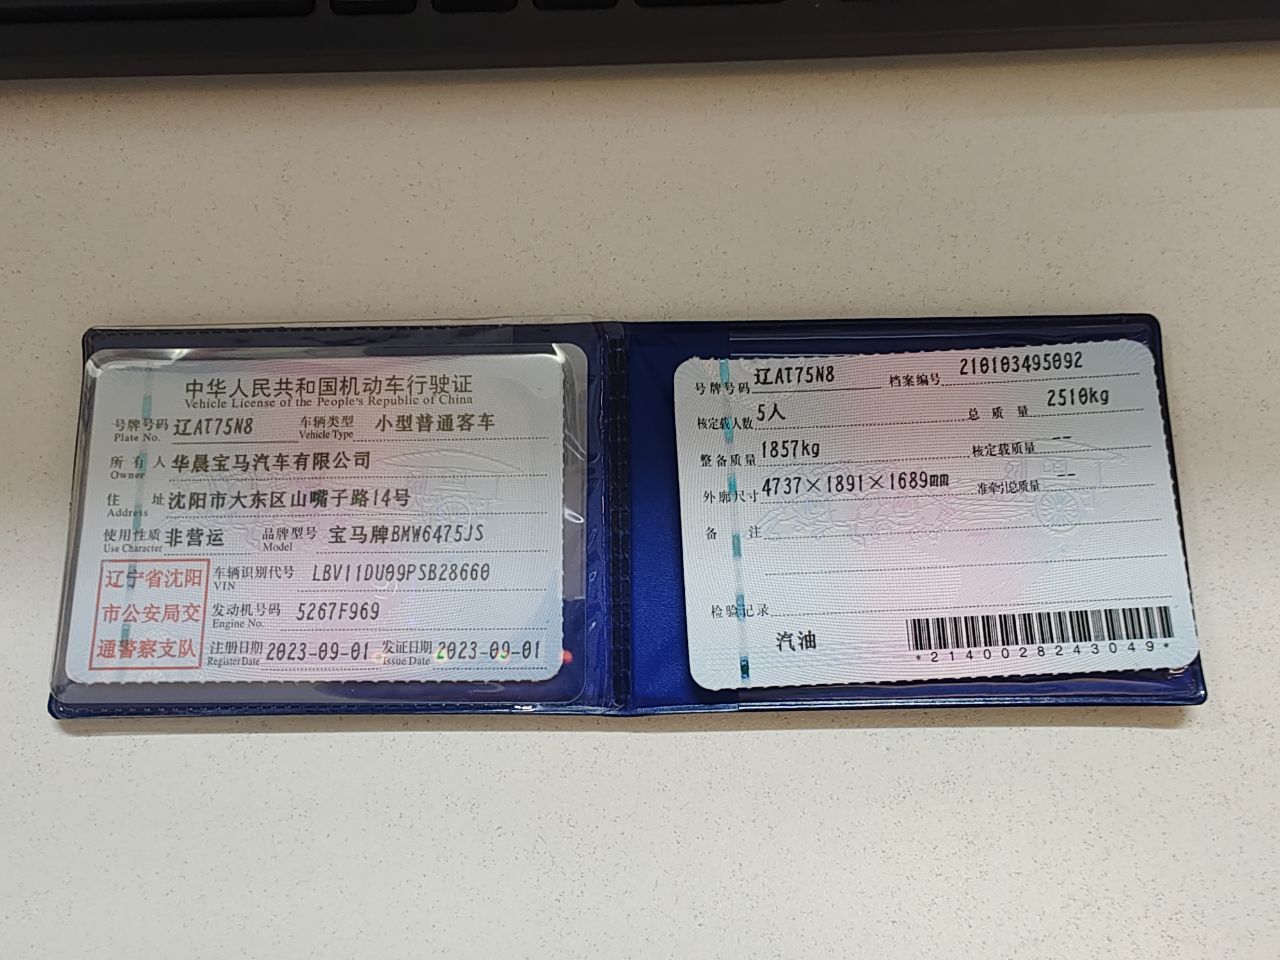 中华人民共和国机动车行驶证
Vehicle License of the People's Republic of China
号牌号码 辽AT75N8 车辆类型 小型普通客车
Plate No. Vehicle Type
所有人 华晨宝马汽车有限公司
Owner
住址 沈阳市大东区山嘴子路14号
Address
使用性质 非营运 品牌型号 宝马牌BMW6475JS
Use Character Model
辽宁省沈阳
市公安局交
通警察支队
车辆识别代号 LBV11DU09PSB28660
VIN
发动机号码 5267F969
Engine No.
注册日期 2023-09-01 发证日期 2023-09-01
Register Date Issue Date
号牌号码 辽AT75N8 档案编号 210103495092
核定载人数 5人 总质量 2510kg
整备质量 1857kg 核定载质量 --
外廓尺寸 4737×1891×1689mm 准牵引总质量 --
备注
检验记录
汽油
*2140028243049*